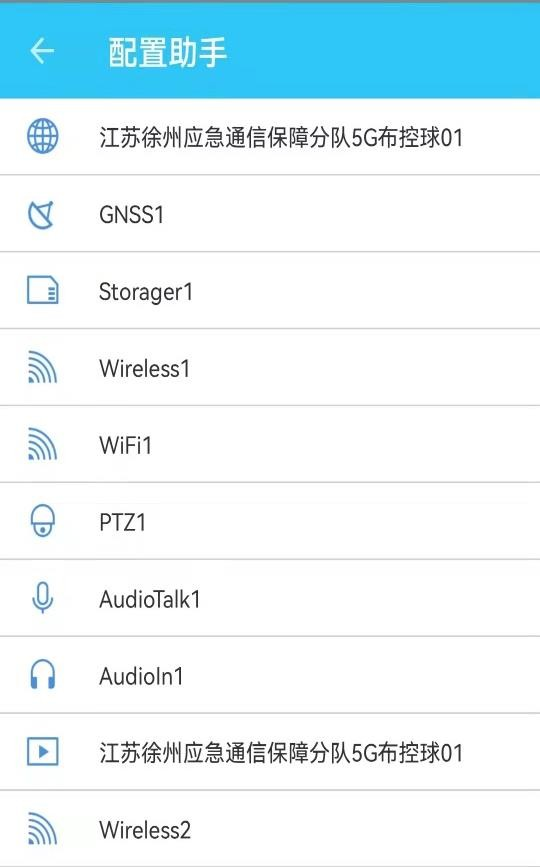 配置助手
江苏徐州应急通信保障分队5G布控球01
GNSS1
Storager1
Wireless1
WiFi1
PTZ1
AudioTalk1
AudioIn1
江苏徐州应急通信保障分队5G布控球01
Wireless2